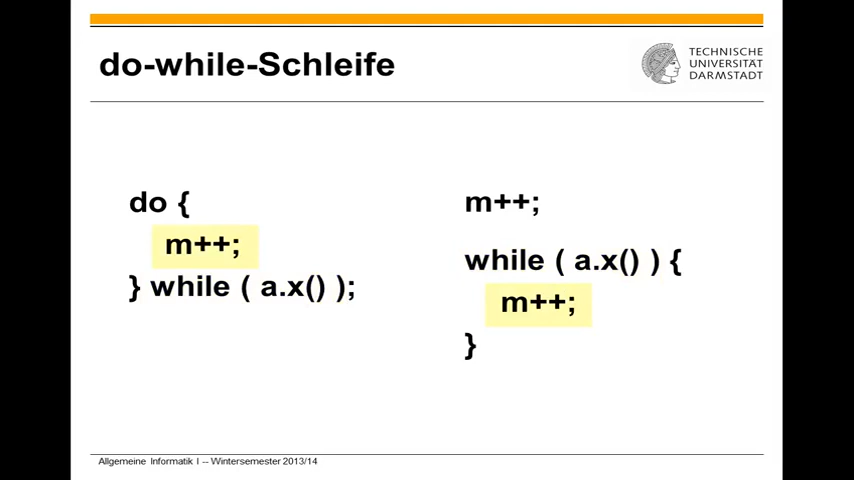 do-while-Schleife
TECHNISCHE
UNIVERSITÄT
DARMSTADT
do {
m++;
} while ( a.x() );
m++;
while ( a.x() ) {
m++;
}
Allgemeine Informatik I -- Wintersemester 2013/14